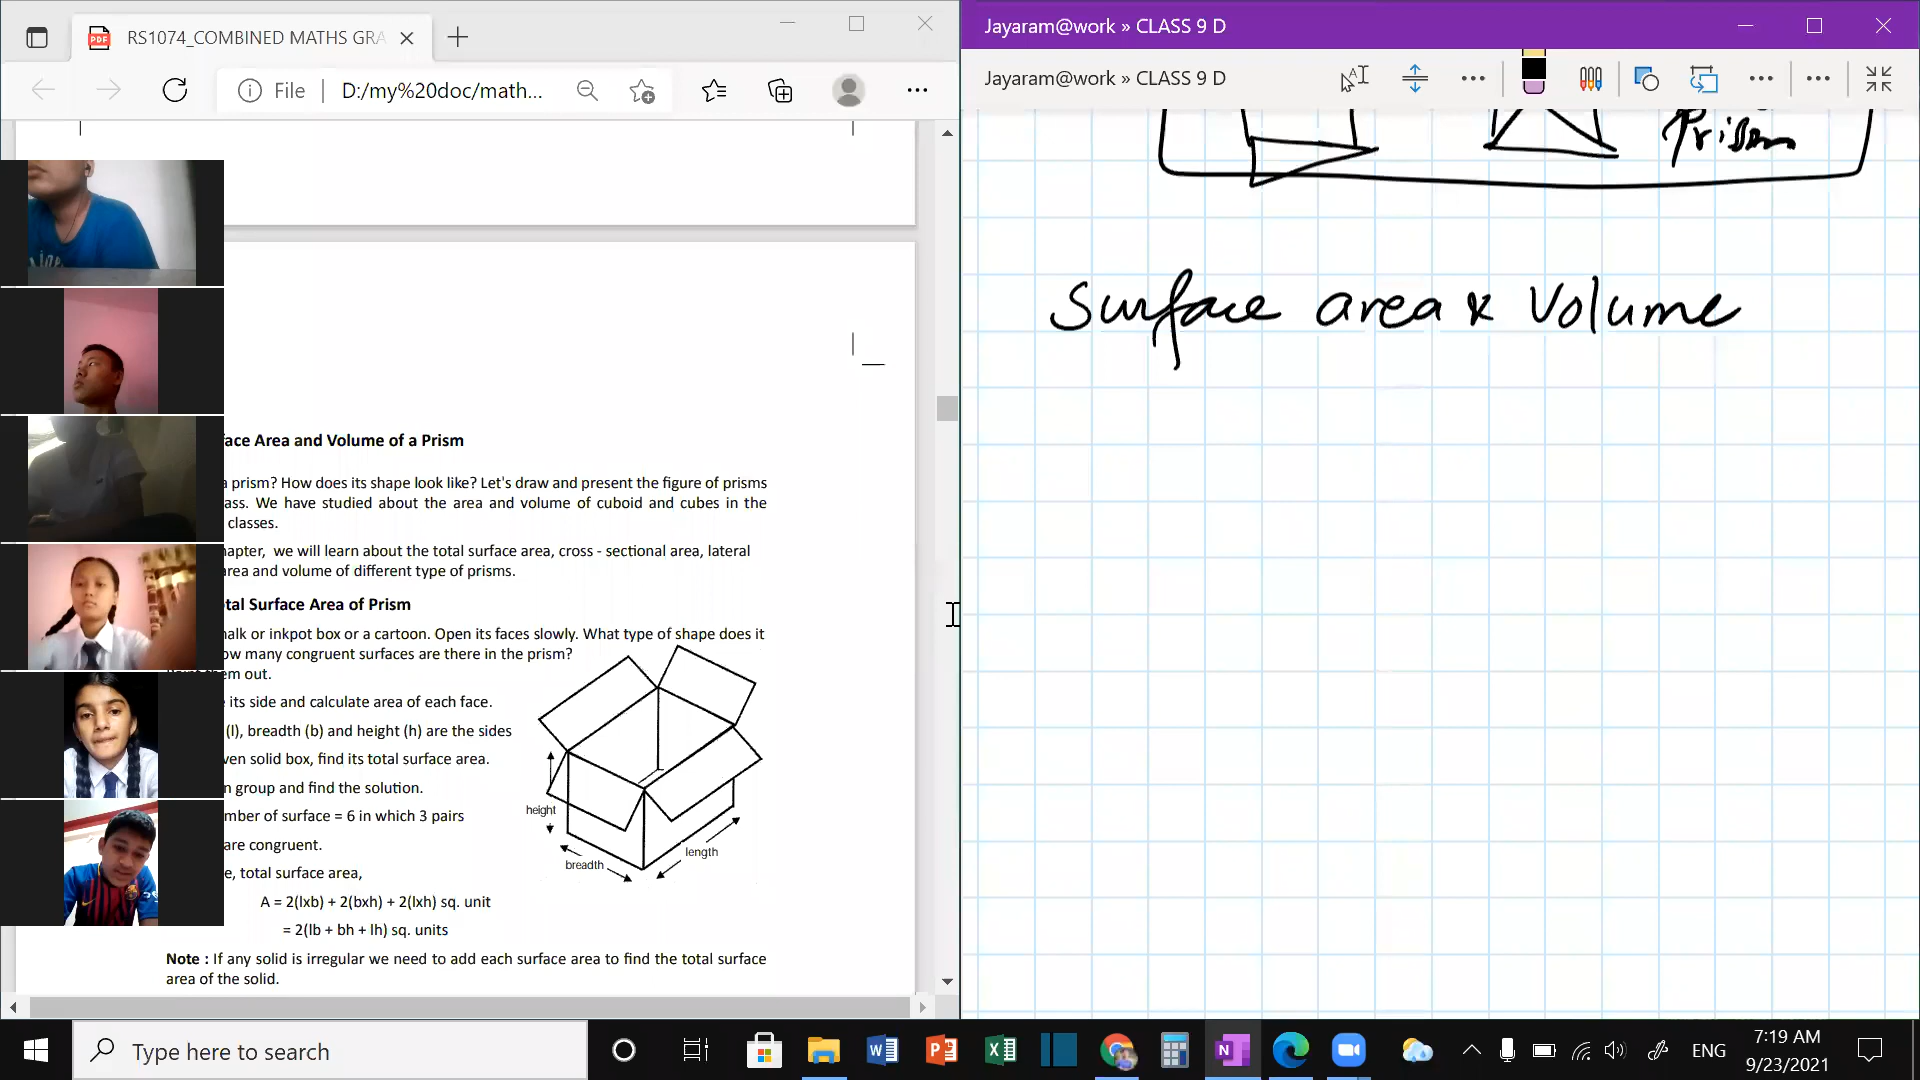 RS1074_COMBINED MATHS GRA
File
D:/my%20doc/math...
face Area and Volume of a Prism
a prism? How does its shape look like? Let's draw and present the figure of prisms
ass. We have studied about the area and volume of cuboid and cubes in the
classes.
hapter, we will learn about the total surface area, cross - sectional area, lateral
area and volume of different type of prisms.
tal Surface Area of Prism
halk or inkpot box or a cartoon. Open its faces slowly. What type of shape does it
ow many congruent surfaces are there in the prism?
em out.
its side and calculate area of each face.
(l), breadth (b) and height (h) are the sides
ven solid box, find its total surface area.
n group and find the solution.
mber of surface = 6 in which 3 pairs
are congruent.
e, total surface area,
A = 2(lxb) + 2(bxh) + 2(lxh) sq. unit
= 2(lb + bh + lh) sq. units
Note : If any solid is irregular we need to add each surface area to find the total surface
area of the solid.
height
breadth
length
Jayaram@work » CLASS 9 D
Jayaram@work » CLASS 9 D
Prism
Surface area & Volume
Type here to search
ENG
7:19 AM
9/23/2021